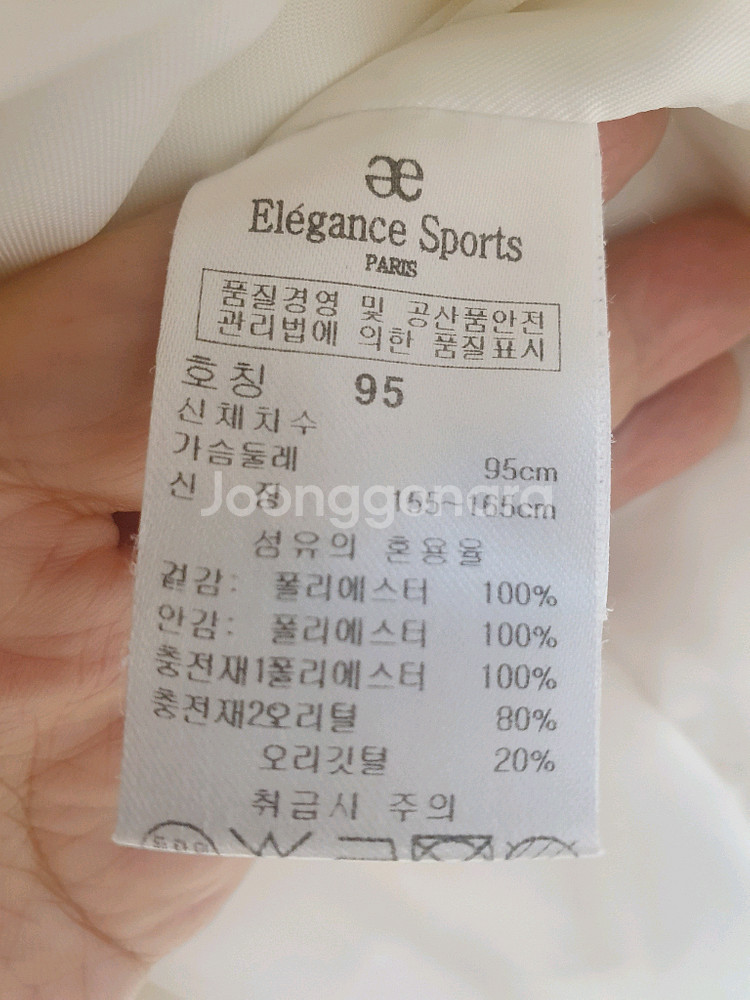 æ
Elégance Sports
PARIS
품질경영 및 공산품안전
관리법에 의한 품질표시
호칭 95
신체치수
가슴둘레 95cm
신 장 155~165cm
Joonggonara
섬유의 혼용율
겉감: 폴리에스터 100%
안감: 폴리에스터 100%
충전재1폴리에스터 100%
충전재2오리털 80%
오리깃털 20%
취급시 주의